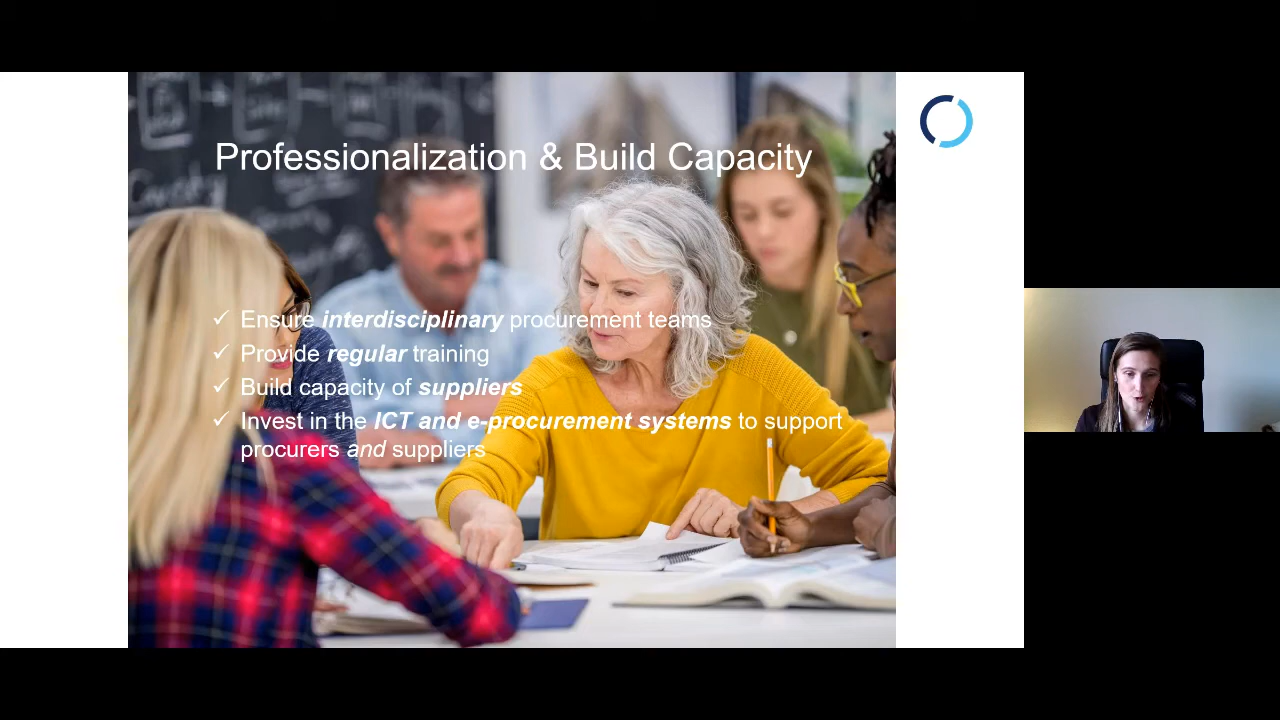 Professionalization & Build Capacity
✓ Ensure interdisciplinary procurement teams
✓ Provide regular training
✓ Build capacity of suppliers
✓ Invest in the ICT and e-procurement systems to support
procurers and suppliers